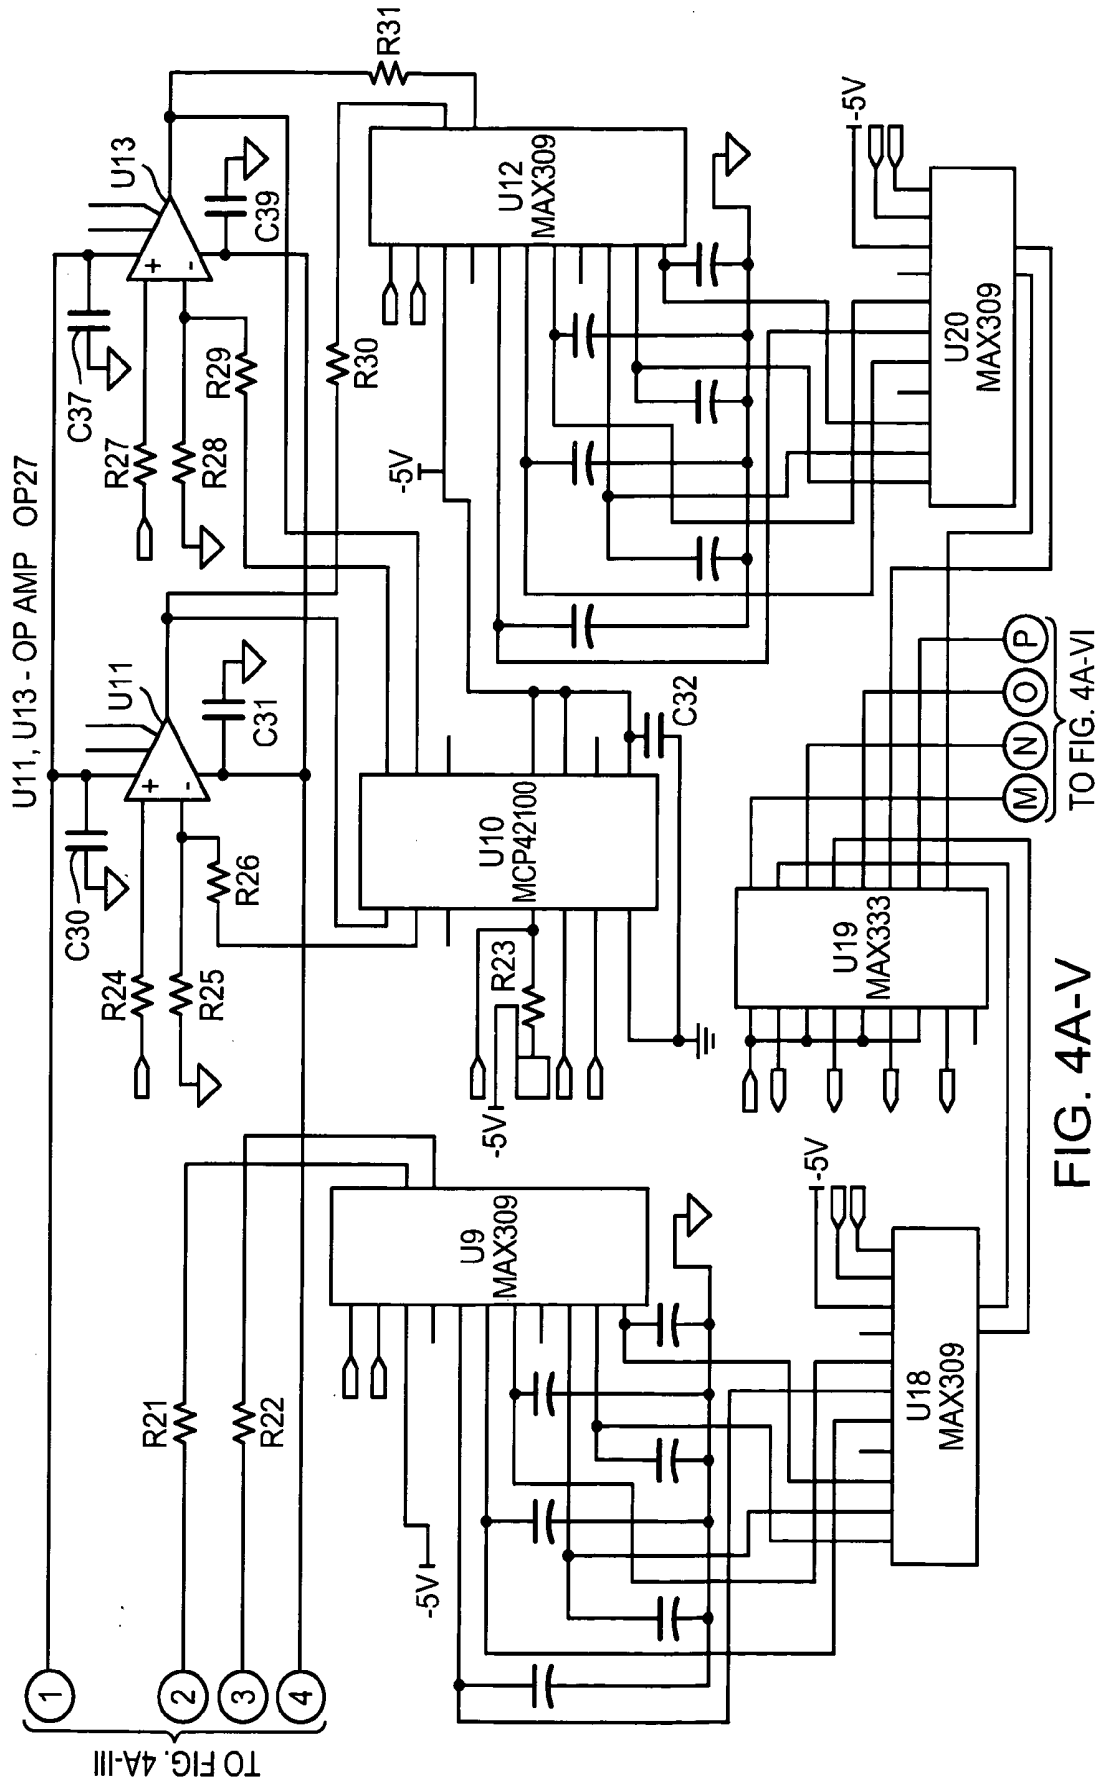 TO FIG. 4A-III
1
2
3
4
R21
R22
-5V
U9
MAX309
-5V
U18
MAX309
U11, U13 - OP AMP OP27
C30
R24
R25
R26
+
-
U11
C31
-5V
R23
U10
MCP42100
C32
U19
MAX333
M
N
O
P
TO FIG. 4A-VI
C37
R27
R28
R29
+
-
U13
C39
R30
R31
-5V
U12
MAX309
-5V
U20
MAX309
FIG. 4A-V